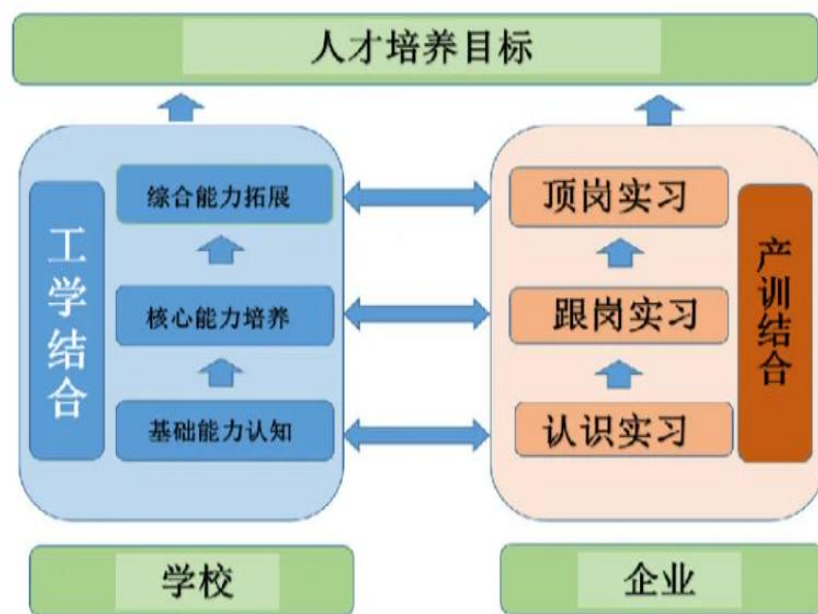 人才培养目标
工学结合
综合能力拓展
核心能力培养
基础能力认知
顶岗实习
跟岗实习
认识实习
产训结合
学校
企业